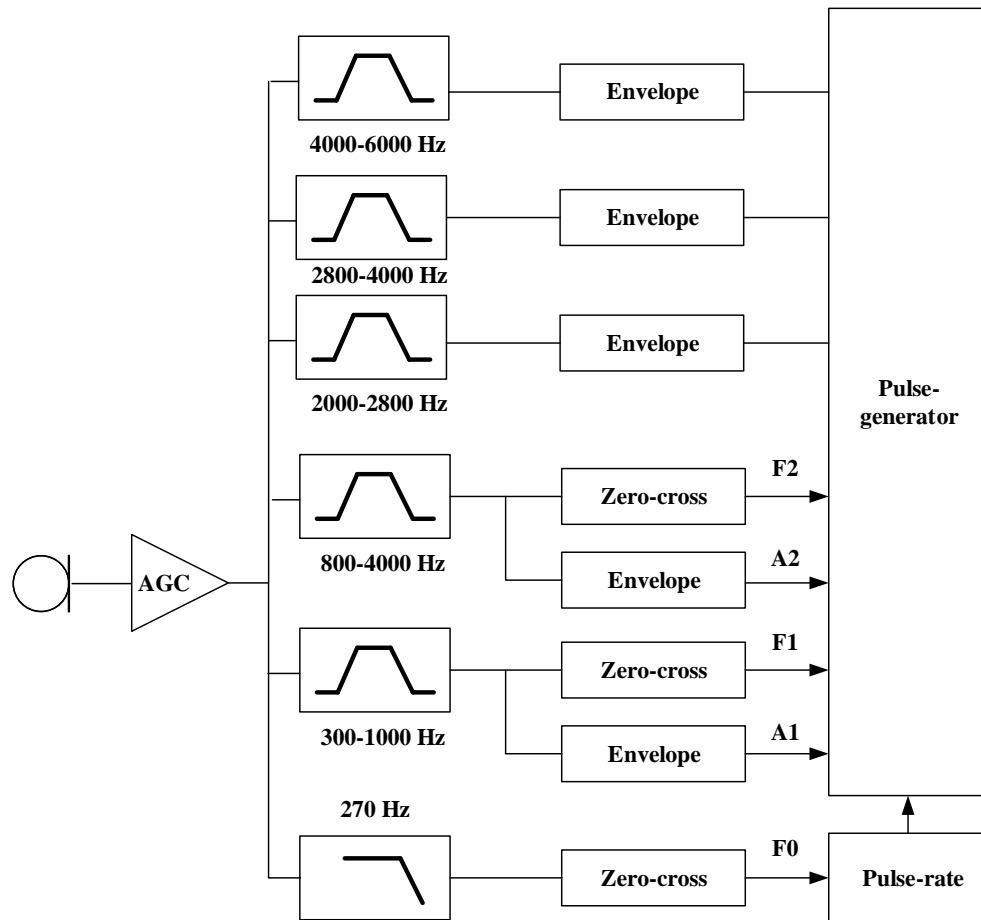 Envelope
4000-6000 Hz
Envelope
2800-4000 Hz
Envelope
2000-2800 Hz
Pulse-
generator
Zero-cross
F2
800-4000 Hz
Envelope
A2
AGC
Zero-cross
F1
300-1000 Hz
Envelope
A1
270 Hz
Zero-cross
F0
Pulse-rate